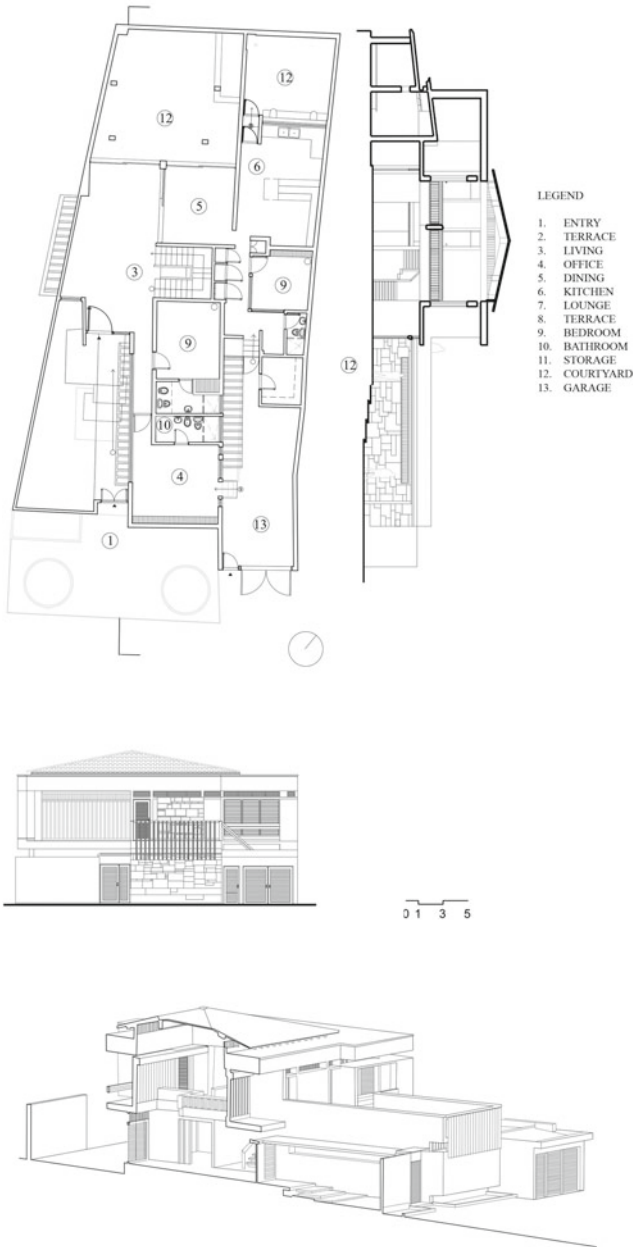 12
12
6
5
3
9
9
10
4
13
1
12
LEGEND
1. ENTRY
2. TERRACE
3. LIVING
4. OFFICE
5. DINING
6. KITCHEN
7. LOUNGE
8. TERRACE
9. BEDROOM
10. BATHROOM
11. STORAGE
12. COURTYARD
13. GARAGE
0 1 3 5